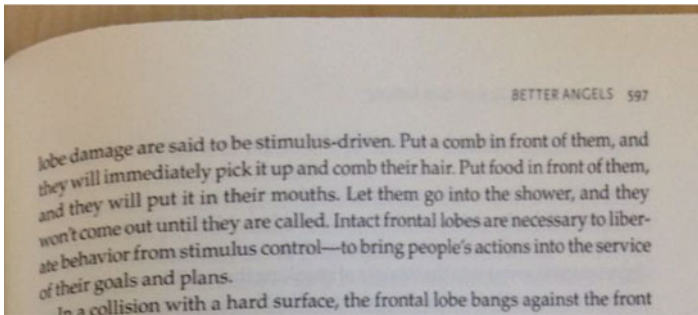 BETTER ANGELS 597
lobe damage are said to be stimulus-driven. Put a comb in front of them, and
they will immediately pick it up and comb their hair. Put food in front of them,
and they will put it in their mouths. Let them go into the shower, and they
won't come out until they are called. Intact frontal lobes are necessary to liber-
ate behavior from stimulus control—to bring people's actions into the service
of their goals and plans.
In a collision with a hard surface, the frontal lobe bangs against the front